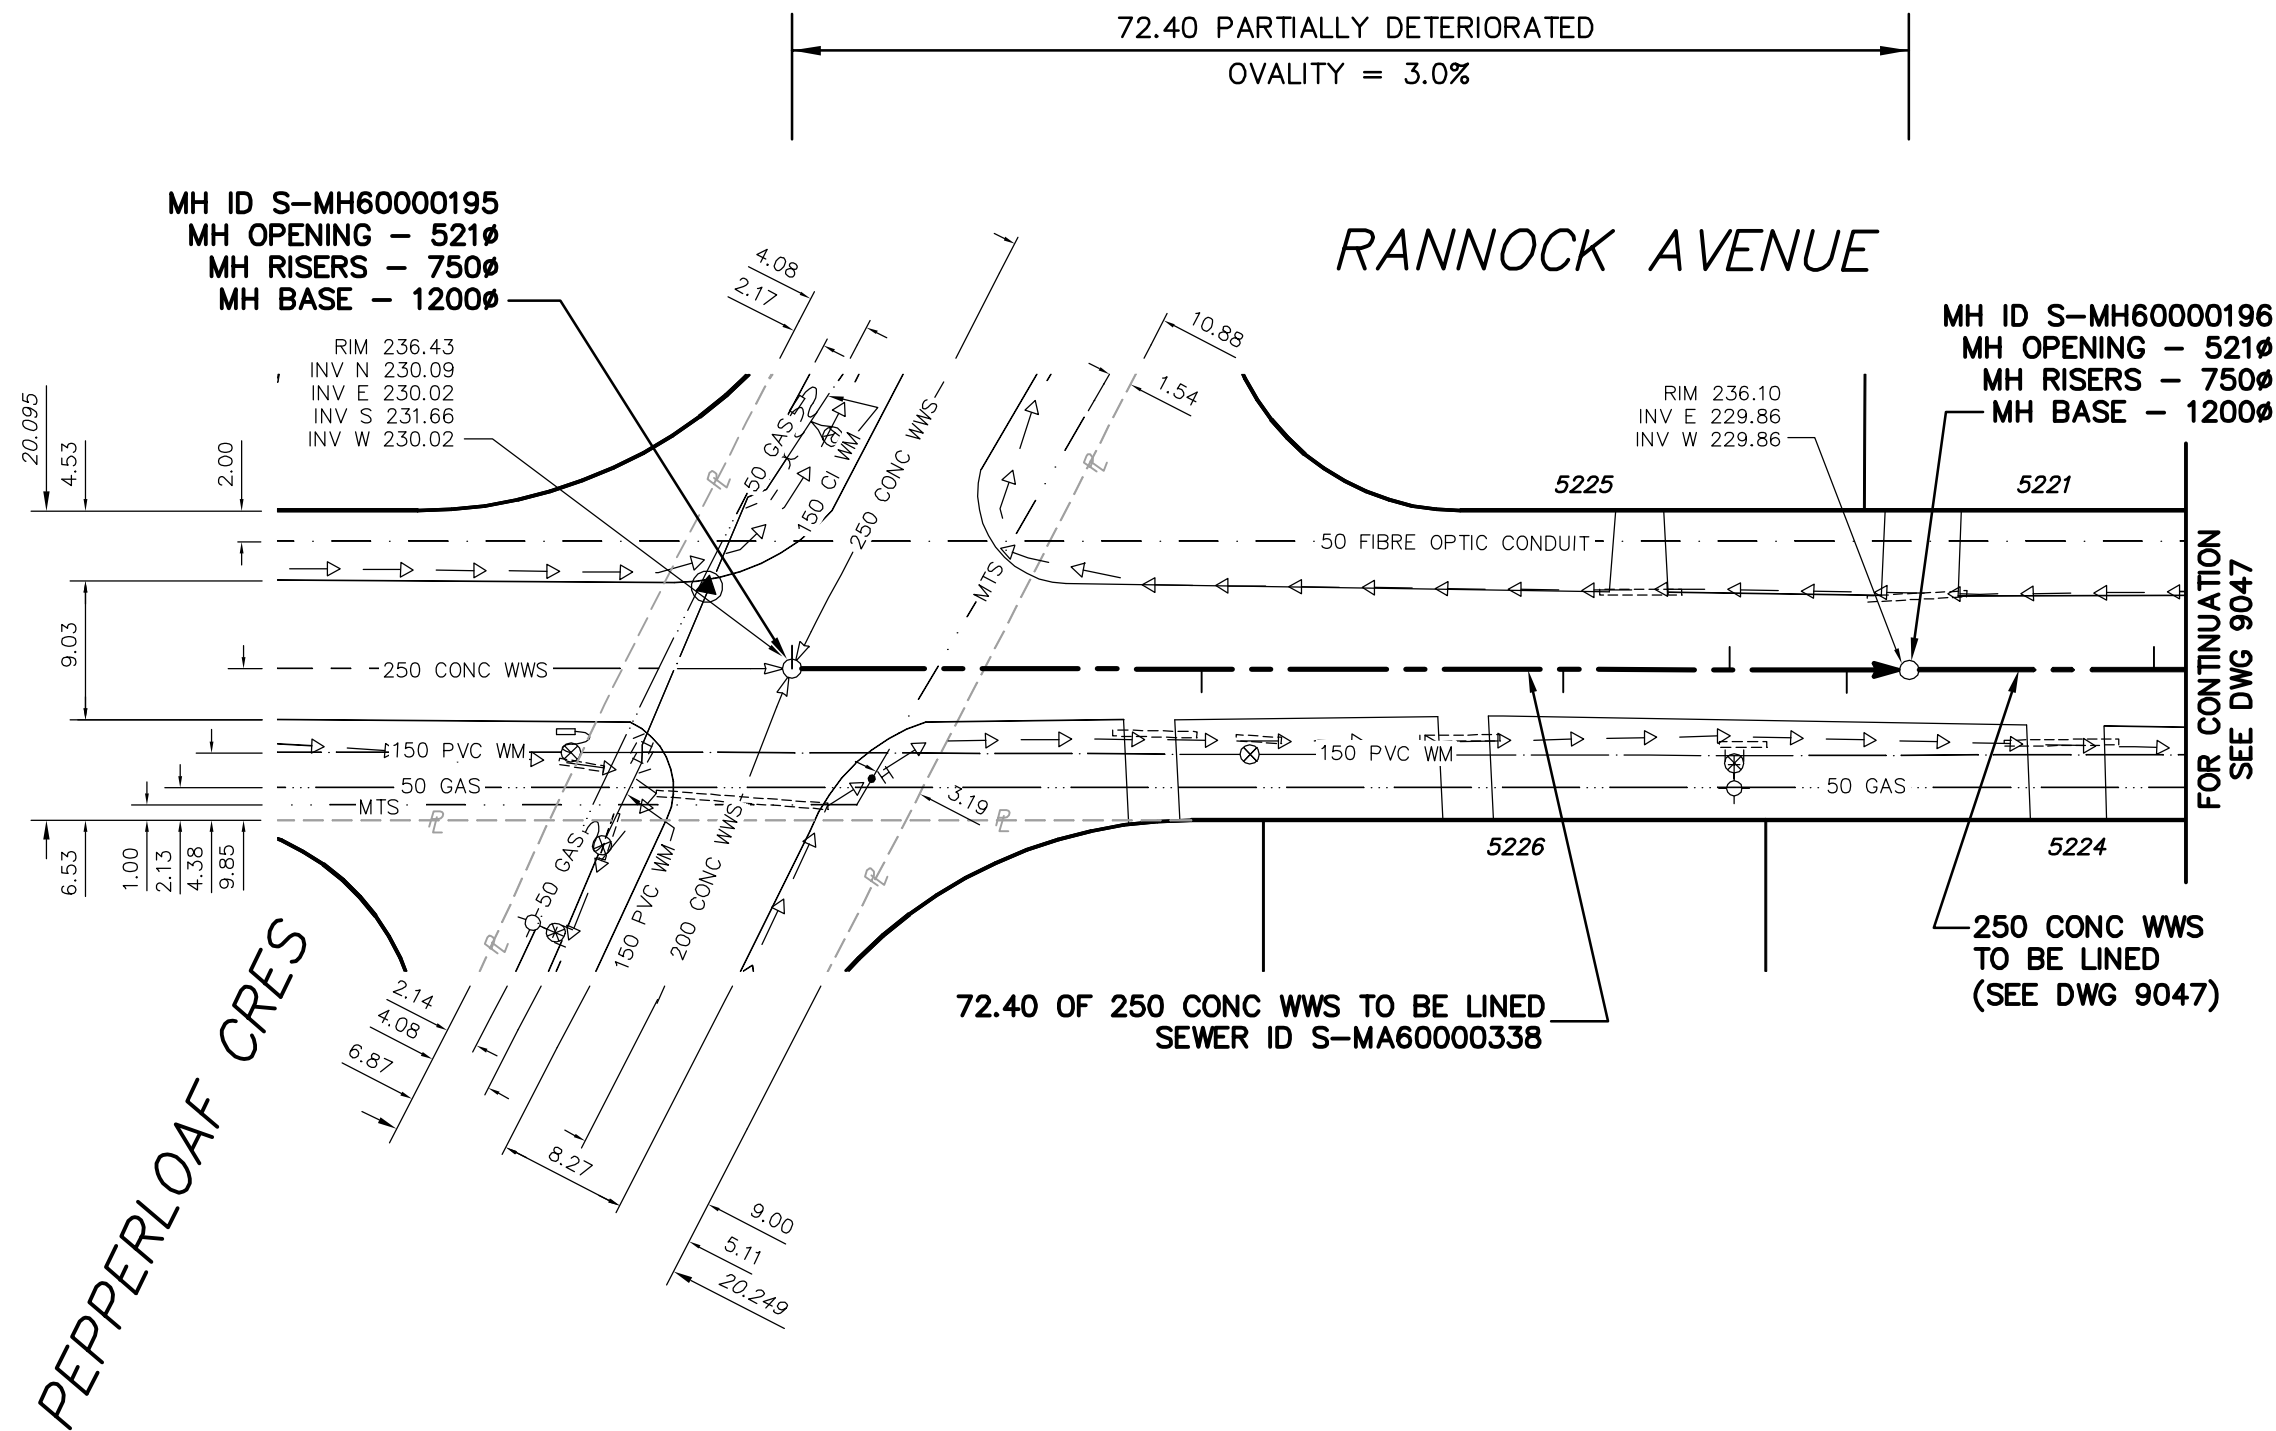 72.40 PARTIALLY DETERIORATED
OVALITY = 3.0%
MH ID S-MH60000195
MH OPENING - 521ø
MH RISERS - 750ø
MH BASE - 1200ø
RIM 236.43
INV N 230.09
INV E 230.02
INV S 231.66
INV W 230.02
RANNOCK AVENUE
MH ID S-MH60000196
MH OPENING - 521ø
MH RISERS - 750ø
MH BASE - 1200ø
RIM 236.10
INV E 229.86
INV W 229.86
4.08
2.17
10.88
1.54
20.095
4.53
2.00
9.03
50 GAS
150 CI WM
250 CONC WWS
PL
PL
MTS
5225
5221
50 FIBRE OPTIC CONDUIT
250 CONC WWS
150 PVC WM
50 GAS
MTS
PL
150 PVC WM
50 GAS
3.19
PL
PL
PL
6.53
1.00
2.13
4.38
9.85
50 GAS
150 PVC WM
200 CONC WWS
5226
5224
FOR CONTINUATION
SEE DWG 9047
250 CONC WWS
TO BE LINED
(SEE DWG 9047)
72.40 OF 250 CONC WWS TO BE LINED
SEWER ID S-MA60000338
2.14
4.08
6.87
8.27
9.00
5.11
20.249
PEPPERLOAF CRES